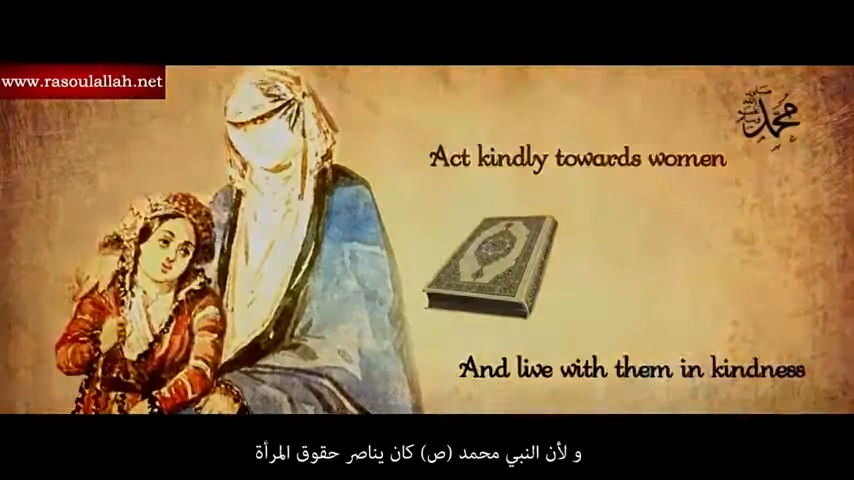 www.rasoulallah.net
محمد
Act kindly towards women
And live with them in kindness
و لأن النبي محمد (ص) كان يناصر حقوق المرأة